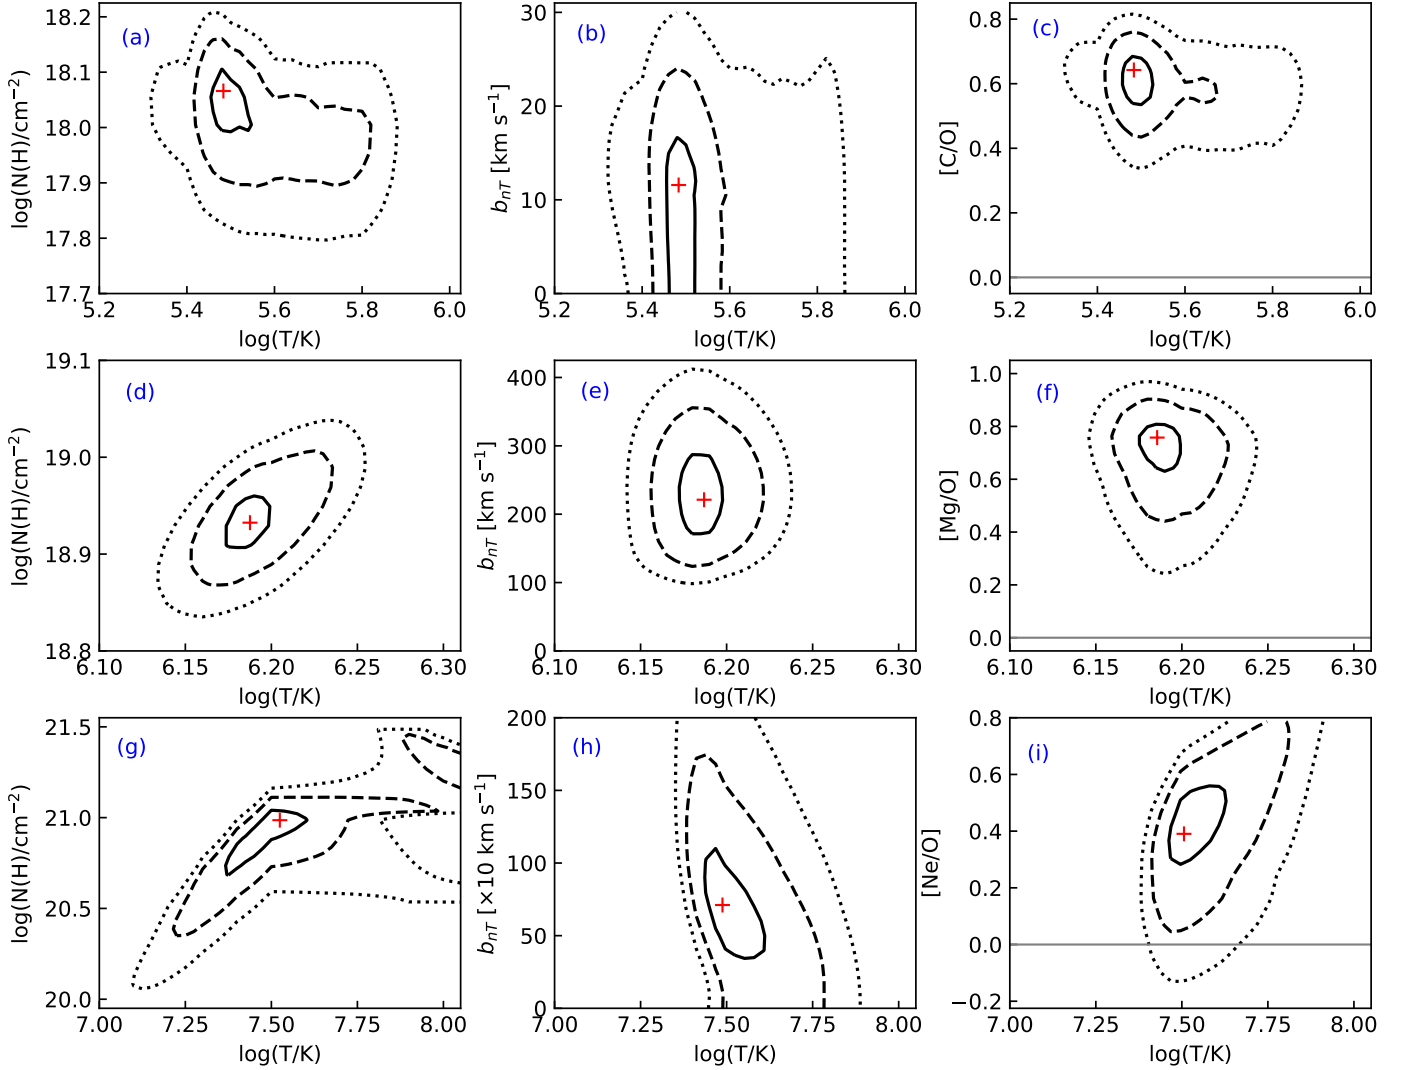 (a)
18.2
18.1
18.0
17.9
17.8
17.7
log(N(H)/cm⁻²)
5.2 5.4 5.6 5.8 6.0
log(T/K)
(b)
30
20
10
0
b_nT [km s⁻¹]
5.2 5.4 5.6 5.8 6.0
log(T/K)
(c)
0.8
0.6
0.4
0.2
0.0
[C/O]
5.2 5.4 5.6 5.8 6.0
log(T/K)
(d)
19.1
19.0
18.9
18.8
log(N(H)/cm⁻²)
6.10 6.15 6.20 6.25 6.30
log(T/K)
(e)
400
300
200
100
0
b_nT [km s⁻¹]
6.10 6.15 6.20 6.25 6.30
log(T/K)
(f)
1.0
0.8
0.6
0.4
0.2
0.0
[Mg/O]
6.10 6.15 6.20 6.25 6.30
log(T/K)
(g)
21.5
21.0
20.5
20.0
log(N(H)/cm⁻²)
7.00 7.25 7.50 7.75 8.00
log(T/K)
(h)
200
150
100
50
0
b_nT [×10 km s⁻¹]
7.00 7.25 7.50 7.75 8.00
log(T/K)
(i)
0.8
0.6
0.4
0.2
0.0
−0.2
[Ne/O]
7.00 7.25 7.50 7.75 8.00
log(T/K)